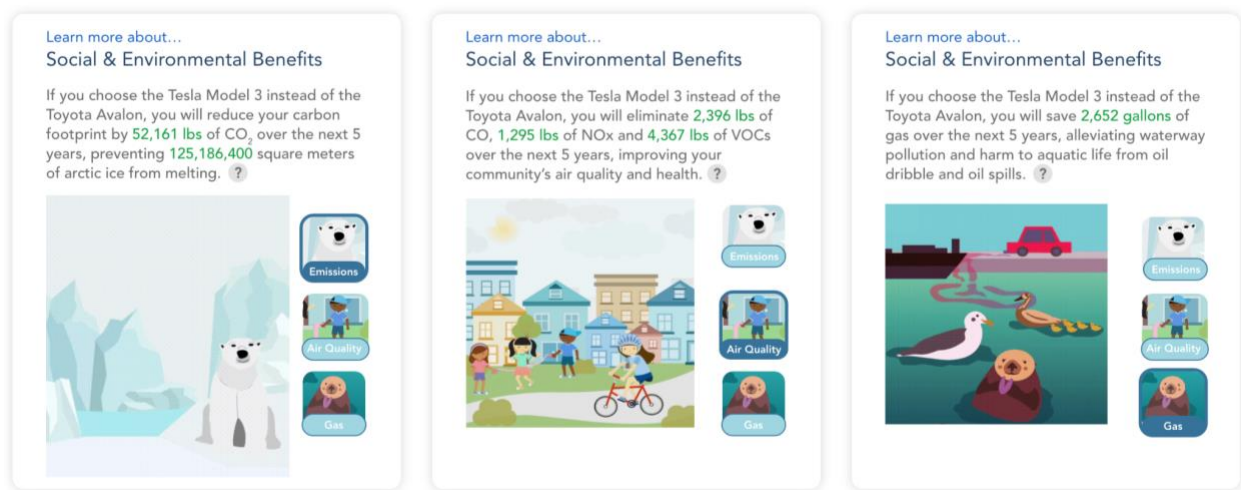 Learn more about…
Social & Environmental Benefits
If you choose the Tesla Model 3 instead of the
Toyota Avalon, you will reduce your carbon
footprint by 52,161 lbs of CO2 over the next 5
years, preventing 125,186,400 square meters
of arctic ice from melting. ?
Emissions
Air Quality
Gas
Learn more about…
Social & Environmental Benefits
If you choose the Tesla Model 3 instead of the
Toyota Avalon, you will eliminate 2,396 lbs of
CO, 1,295 lbs of NOx and 4,367 lbs of VOCs
over the next 5 years, improving your
community’s air quality and health. ?
Emissions
Air Quality
Gas
Learn more about…
Social & Environmental Benefits
If you choose the Tesla Model 3 instead of the
Toyota Avalon, you will save 2,652 gallons of
gas over the next 5 years, alleviating waterway
pollution and harm to aquatic life from oil
dribble and oil spills. ?
Emissions
Air Quality
Gas